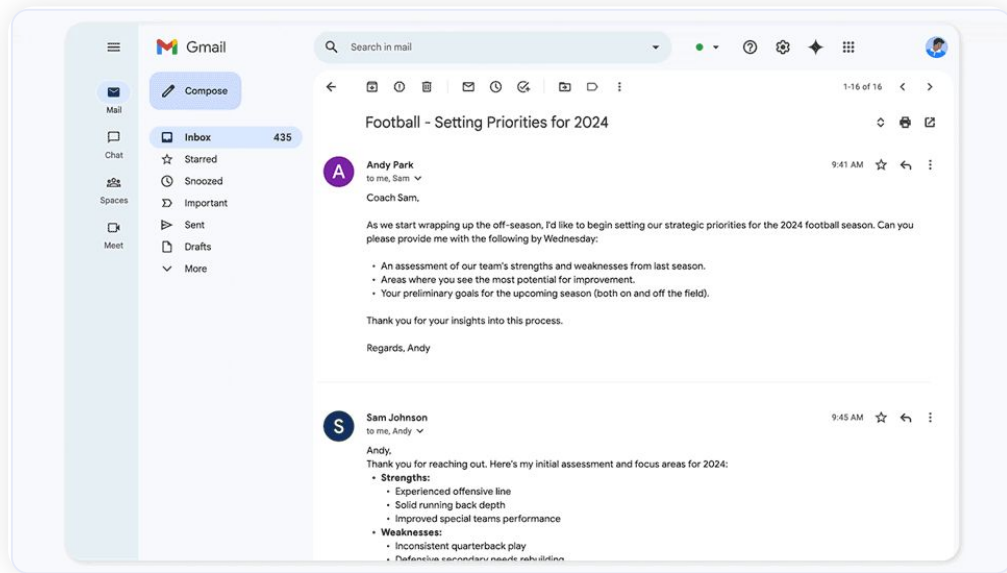 Gmail
Search in mail
Mail
Chat
Spaces
Meet
Compose
Inbox 435
Starred
Snoozed
Important
Sent
Drafts
More
1-16 of 16
Football - Setting Priorities for 2024
A
Andy Park
9:41 AM
to me, Sam
Coach Sam,
As we start wrapping up the off-season, I'd like to begin setting our strategic priorities for the 2024 football season. Can you
please provide me with the following by Wednesday:
• An assessment of our team's strengths and weaknesses from last season.
• Areas where you see the most potential for improvement.
• Your preliminary goals for the upcoming season (both on and off the field).
Thank you for your insights into this process.
Regards, Andy
S
Sam Johnson
9:45 AM
to me, Andy
Andy,
Thank you for reaching out. Here's my initial assessment and focus areas for 2024:
• Strengths:
• Experienced offensive line
• Solid running back depth
• Improved special teams performance
• Weaknesses:
• Inconsistent quarterback play
• Defensive secondary needs rebuilding